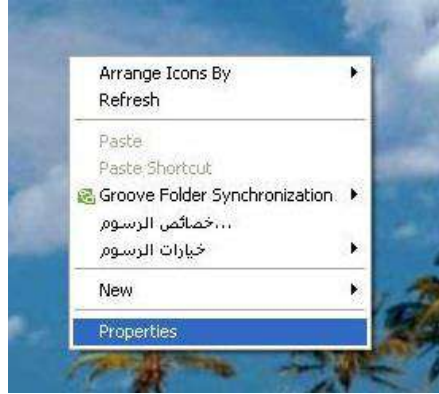 Arrange Icons By
Refresh
Paste
Paste Shortcut
Groove Folder Synchronization
خصائص الرسوم...
خيارات الرسوم
New
Properties